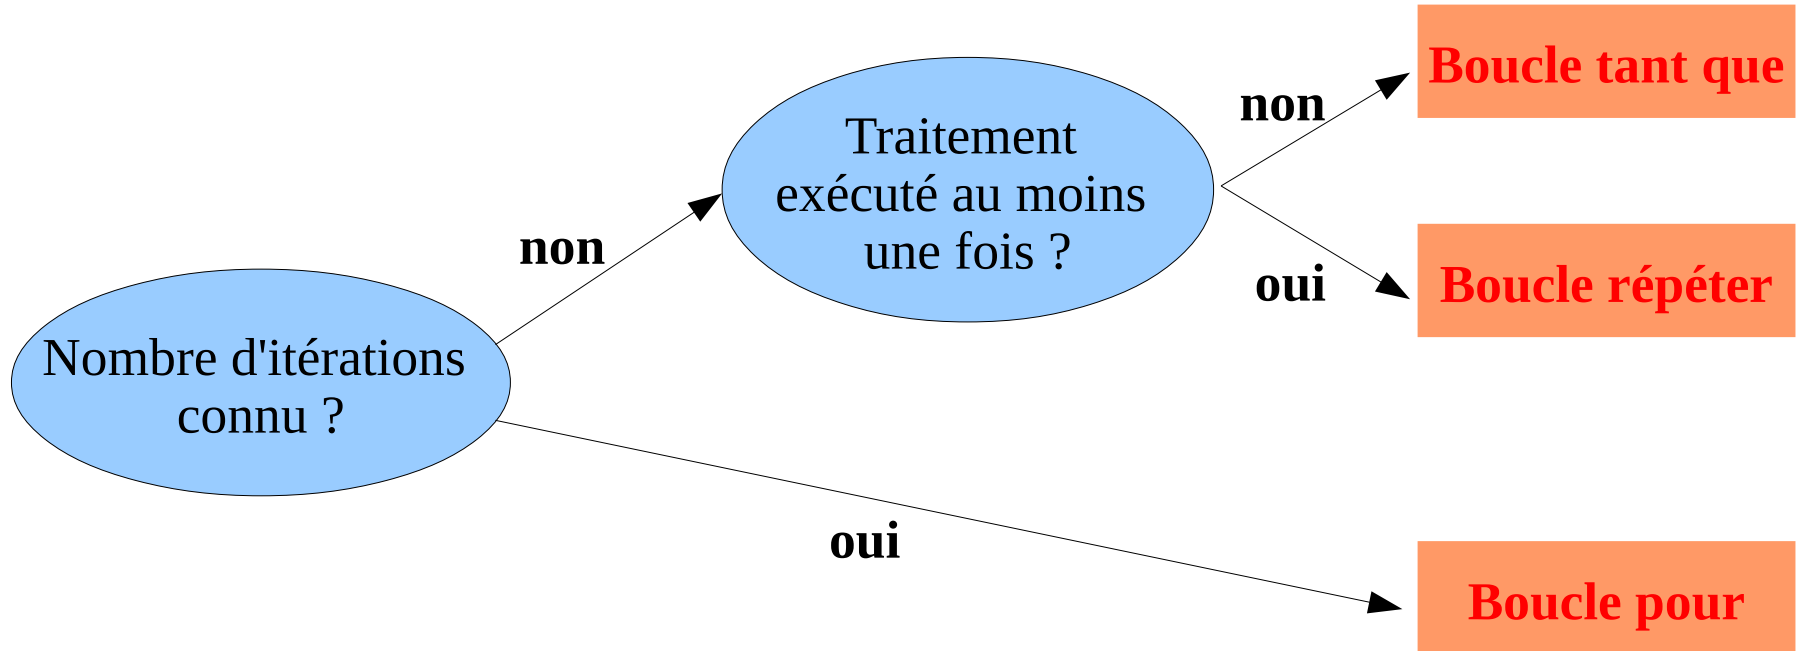 Nombre d'itérations
connu ?
non
Traitement
exécuté au moins
une fois ?
non
Boucle tant que
oui
Boucle répéter
oui
Boucle pour